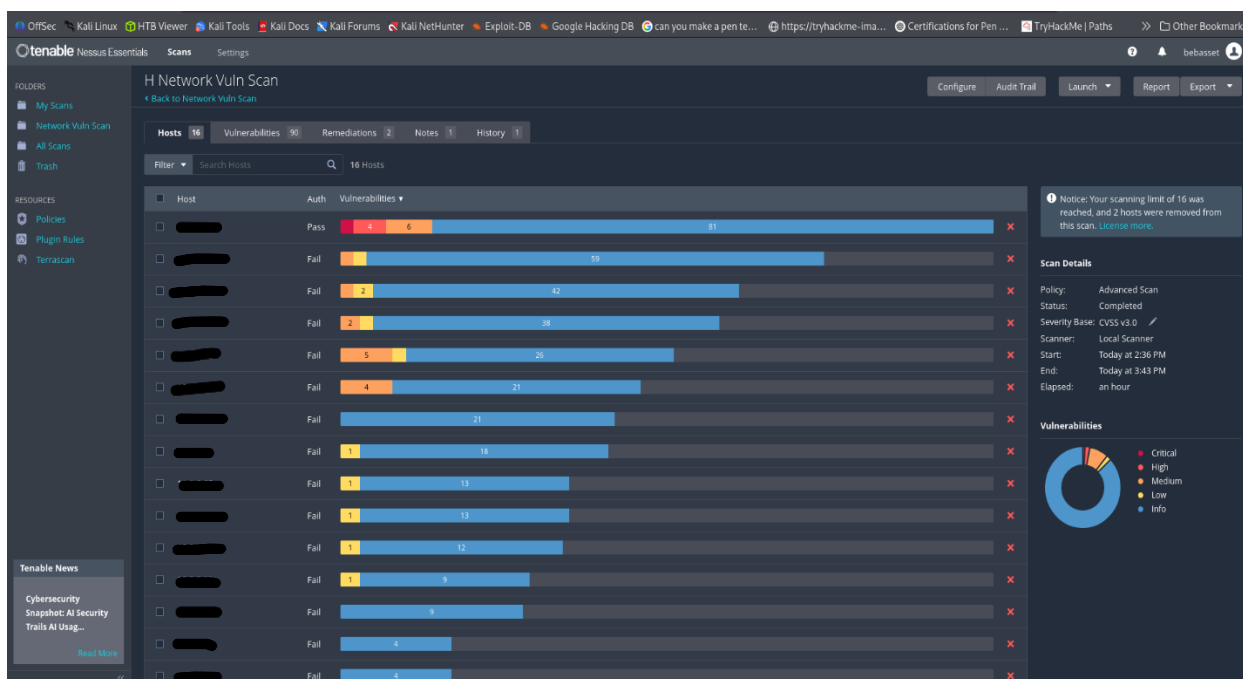 OffSec Kali Linux HTB Viewer Kali Tools Kali Docs Kali Forums Kali NetHunter Exploit-DB Google Hacking DB can you make a pen te... https://tryhackme-ima... Certifications for Pen ... TryHackMe | Paths >> Other Bookmark
tenable Nessus Essentials Scans Settings bebasset
FOLDERS
My Scans
Network Vuln Scan
All Scans
Trash
RESOURCES
Policies
Plugin Rules
Terrascan
Tenable News
Cybersecurity
Snapshot: AI Security
Trails AI Usag...
Read More
H Network Vuln Scan
Back to Network Vuln Scan
Configure Audit Trail Launch Report Export
Hosts 16 Vulnerabilities 90 Remediations 2 Notes 1 History 1
Filter Search Hosts 16 Hosts
Host Auth Vulnerabilities
Pass 4 6 81
Fail 59
Fail 2 42
Fail 2 38
Fail 5 26
Fail 4 21
Fail 21
Fail 1 18
Fail 1 13
Fail 1 13
Fail 1 12
Fail 1 9
Fail 9
Fail 4
Fail 4
Notice: Your scanning limit of 16 was
reached, and 2 hosts were removed from
this scan. License more.
Scan Details
Policy: Advanced Scan
Status: Completed
Severity Base: CVSS v3.0
Scanner: Local Scanner
Start: Today at 2:36 PM
End: Today at 3:43 PM
Elapsed: an hour
Vulnerabilities
Critical
High
Medium
Low
Info